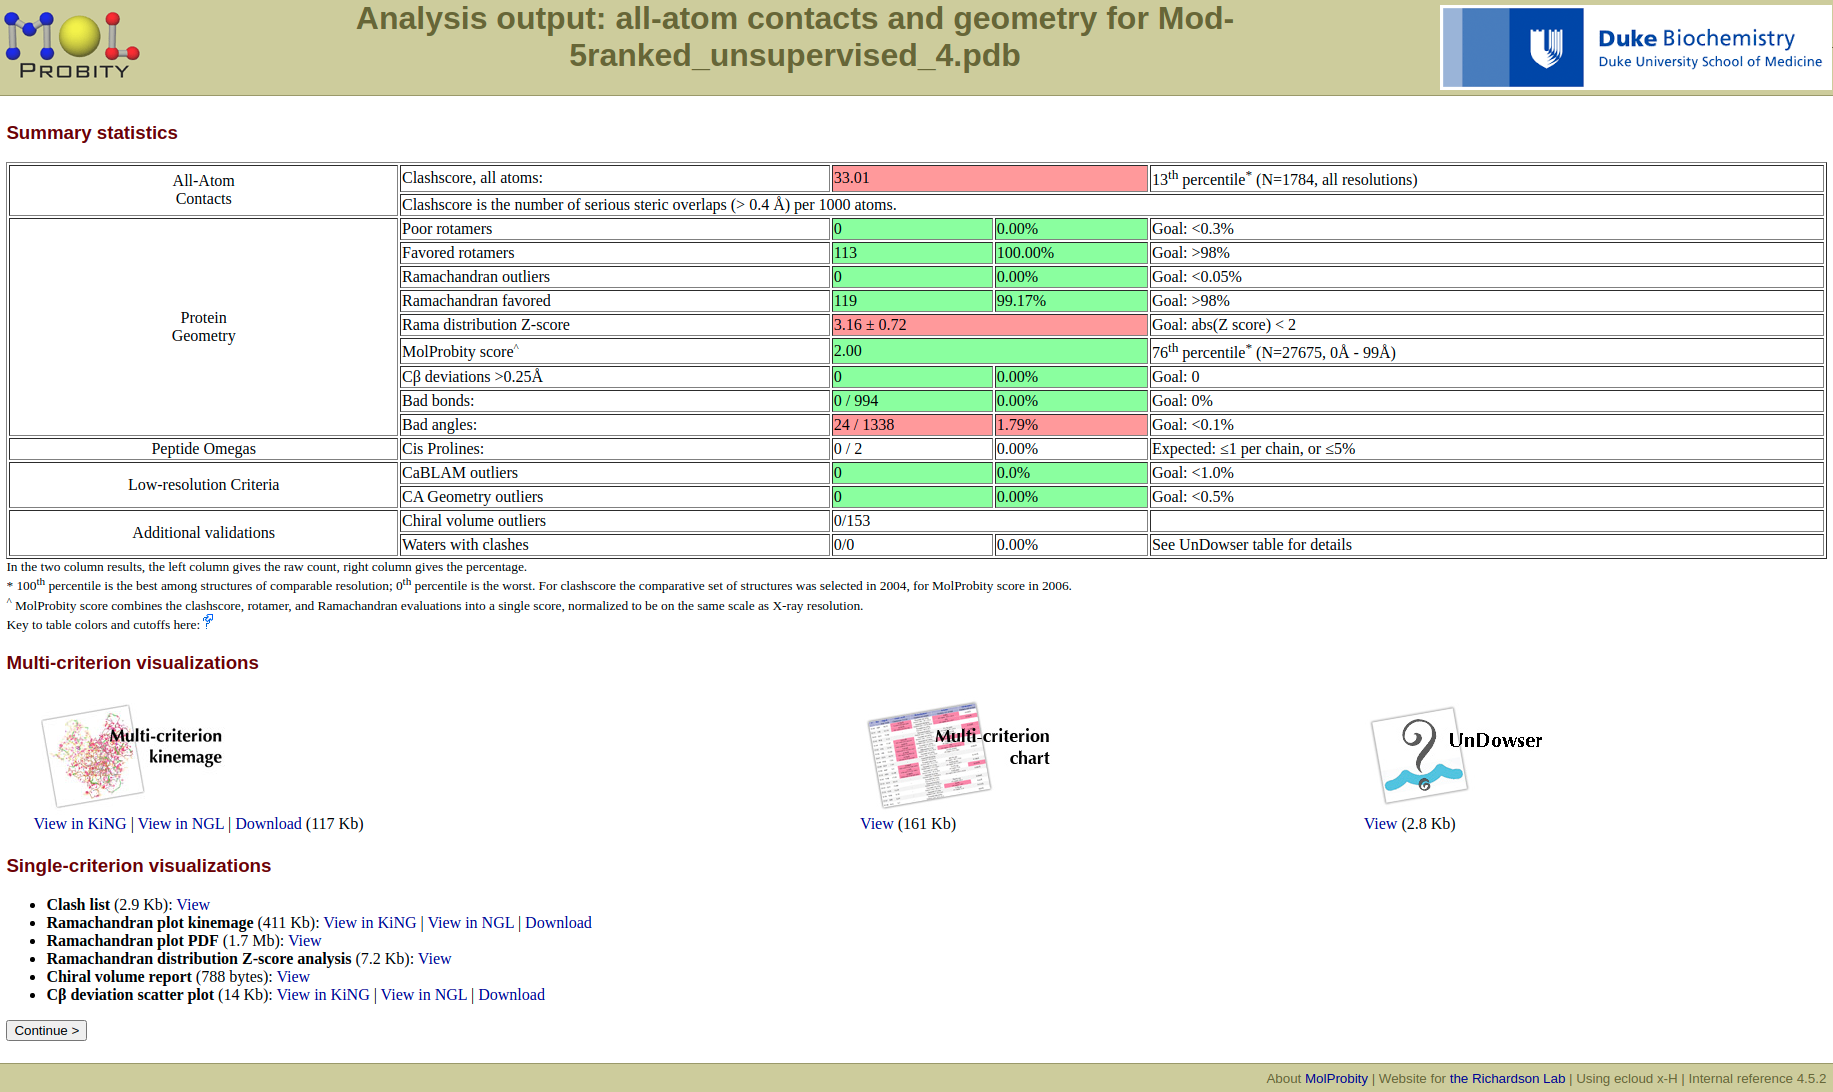 MOL
PROBITY
Analysis output: all-atom contacts and geometry for Mod-
5ranked_unsupervised_4.pdb
Duke Biochemistry
Duke University School of Medicine
Summary statistics
All-Atom
Contacts
Clashscore, all atoms: 33.01 13th percentile* (N=1784, all resolutions)
Clashscore is the number of serious steric overlaps (> 0.4 Å) per 1000 atoms.
Protein
Geometry
Poor rotamers 0 0.00% Goal: <0.3%
Favored rotamers 113 100.00% Goal: >98%
Ramachandran outliers 0 0.00% Goal: <0.05%
Ramachandran favored 119 99.17% Goal: >98%
Rama distribution Z-score 3.16 ± 0.72 Goal: abs(Z score) < 2
MolProbity score^ 2.00 76th percentile* (N=27675, 0Å - 99Å)
Cβ deviations >0.25Å 0 0.00% Goal: 0
Bad bonds: 0 / 994 0.00% Goal: 0%
Bad angles: 24 / 1338 1.79% Goal: <0.1%
Peptide Omegas Cis Prolines: 0 / 2 0.00% Expected: ≤1 per chain, or ≤5%
Low-resolution Criteria
CaBLAM outliers 0 0.0% Goal: <1.0%
CA Geometry outliers 0 0.00% Goal: <0.5%
Additional validations
Chiral volume outliers 0/153
Waters with clashes 0/0 0.00% See UnDowser table for details
In the two column results, the left column gives the raw count, right column gives the percentage.
* 100th percentile is the best among structures of comparable resolution; 0th percentile is the worst. For clashscore the comparative set of structures was selected in 2004, for MolProbity score in 2006.
^ MolProbity score combines the clashscore, rotamer, and Ramachandran evaluations into a single score, normalized to be on the same scale as X-ray resolution.
Key to table colors and cutoffs here: ?
Multi-criterion visualizations
Multi-criterion
kinemage
Multi-criterion
chart
UnDowser
View in KiNG | View in NGL | Download (117 Kb)
View (161 Kb)
View (2.8 Kb)
Single-criterion visualizations
• Clash list (2.9 Kb): View
• Ramachandran plot kinemage (411 Kb): View in KiNG | View in NGL | Download
• Ramachandran plot PDF (1.7 Mb): View
• Ramachandran distribution Z-score analysis (7.2 Kb): View
• Chiral volume report (788 bytes): View
• Cβ deviation scatter plot (14 Kb): View in KiNG | View in NGL | Download
Continue >
About MolProbity | Website for the Richardson Lab | Using ecloud x-H | Internal reference 4.5.2